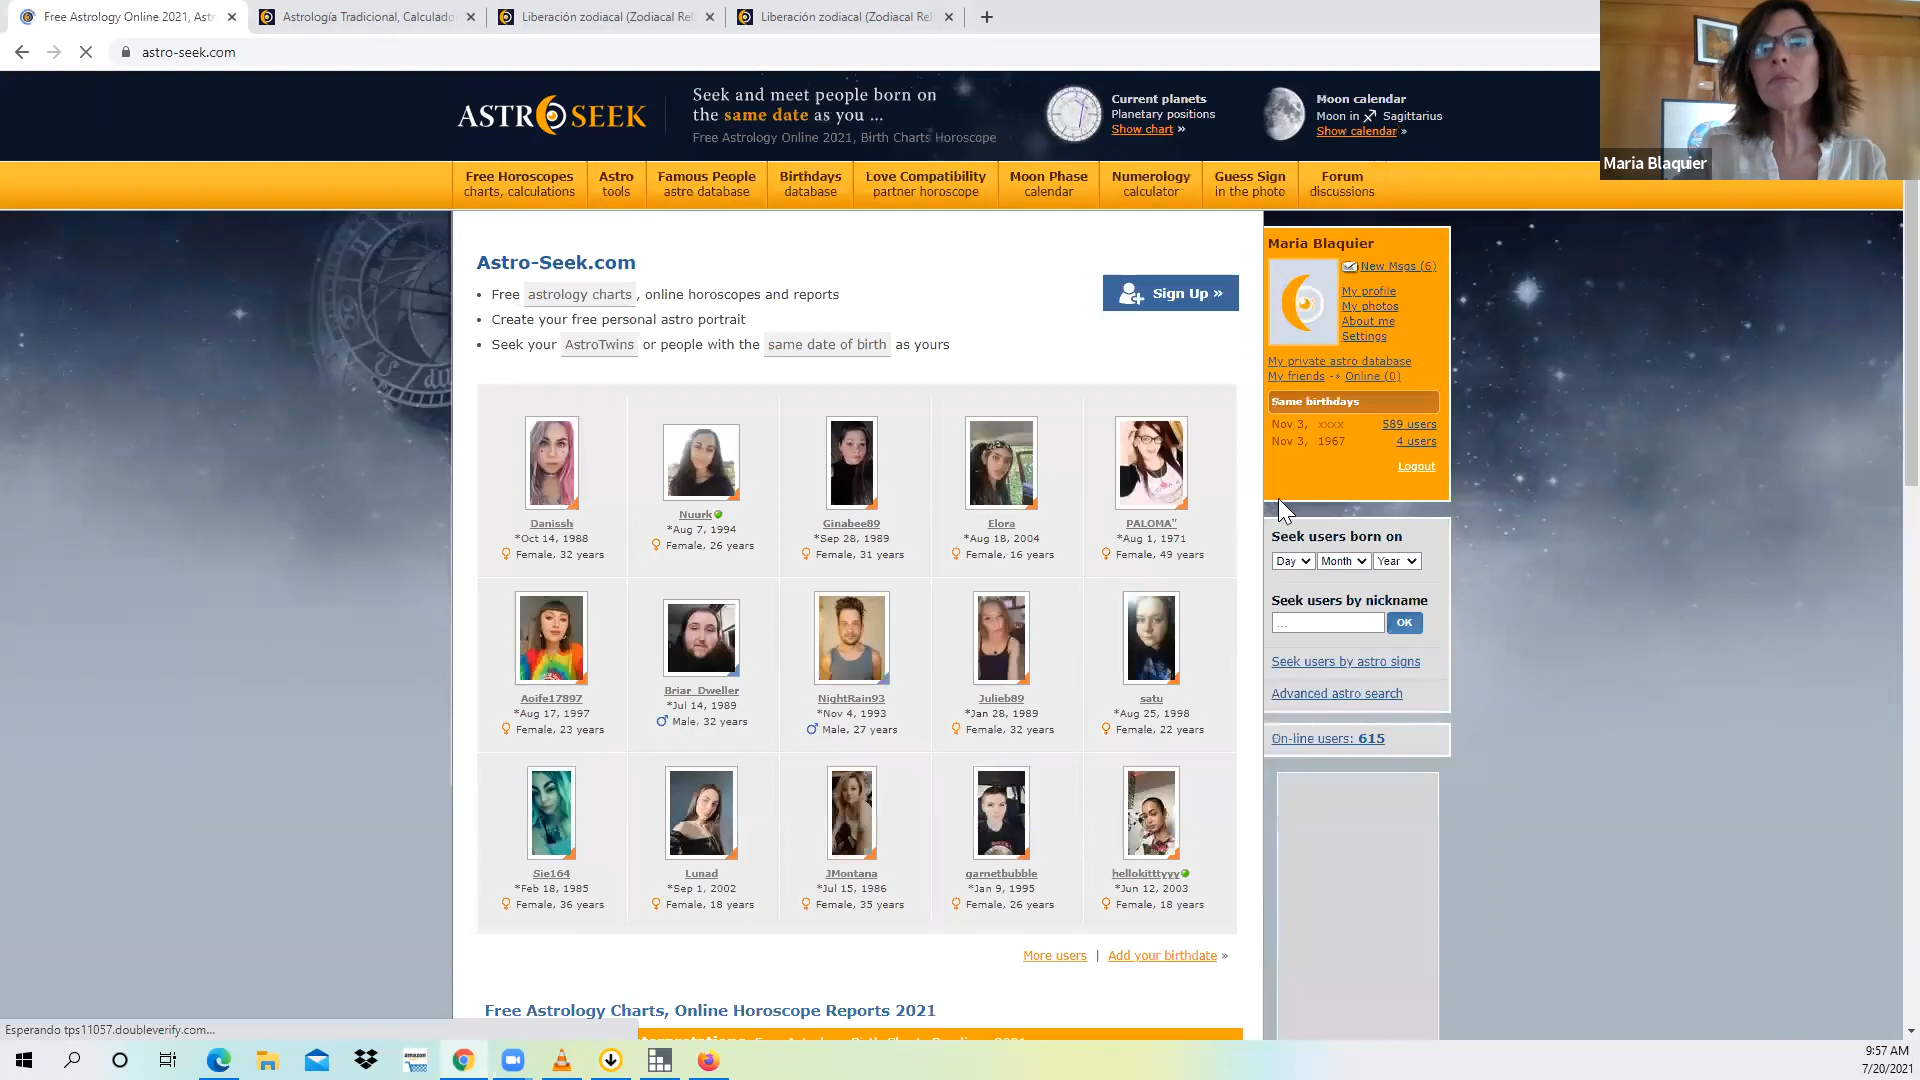 Free Astrology Online 2021, Astr
Astrología Tradicional, Calculado
Liberación zodiacal (Zodiacal Rel
Liberación zodiacal (Zodiacal Rel
astro-seek.com
ASTRO SEEK
Seek and meet people born on
the same date as you ...
Free Astrology Online 2021, Birth Charts Horoscope
Current planets
Planetary positions
Show chart »
Moon calendar
Moon in ♐ Sagittarius
Show calendar »
Maria Blaquier
Free Horoscopes
charts, calculations
Astro
tools
Famous People
astro database
Birthdays
database
Love Compatibility
partner horoscope
Moon Phase
calendar
Numerology
calculator
Guess Sign
in the photo
Forum
discussions
Astro-Seek.com
• Free astrology charts, online horoscopes and reports
• Create your free personal astro portrait
• Seek your AstroTwins or people with the same date of birth as yours
Sign Up »
Danissh
*Oct 14, 1988
Female, 32 years
Nuurk
*Aug 7, 1994
Female, 26 years
Ginabee89
*Sep 28, 1989
Female, 31 years
Elora
*Aug 18, 2004
Female, 16 years
PALOMA"
*Aug 1, 1971
Female, 49 years
Aoife17897
*Aug 17, 1997
Female, 23 years
Briar_Dweller
*Jul 14, 1989
Male, 32 years
NightRain93
*Nov 4, 1993
Male, 27 years
Julieb89
*Jan 28, 1989
Female, 32 years
satu
*Aug 25, 1998
Female, 22 years
Sie164
*Feb 18, 1985
Female, 36 years
Lunad
*Sep 1, 2002
Female, 18 years
JMontana
*Jul 15, 1986
Female, 35 years
garnetbubble
*Jan 9, 1995
Female, 26 years
hellokitttyyy
*Jun 12, 2003
Female, 18 years
More users | Add your birthdate »
Free Astrology Charts, Online Horoscope Reports 2021
Maria Blaquier
New Msgs (6)
My profile
My photos
About me
Settings
My private astro database
My friends -» Online (0)
Same birthdays
Nov 3, xxxx 589 users
Nov 3, 1967 4 users
Logout
Seek users born on
Day Month Year
Seek users by nickname
... OK
Seek users by astro signs
Advanced astro search
On-line users: 615
Esperando tps11057.doubleverify.com...
amazon
9:57 AM
7/20/2021